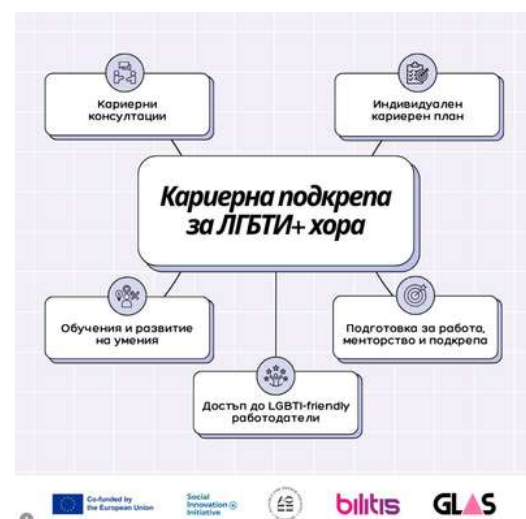 Кариерни
консултации
Индивидуален
кариерен план
Кариерна подкрепа
за ЛГБТИ+ хора
Обучения и развитие
на умения
Подготовка за работа,
менторство и подкрепа
Достъп до LGBTI-friendly
работодатели
Co-funded by
the European Union
Social
Innovation
Initiative
bilitis
GLAS